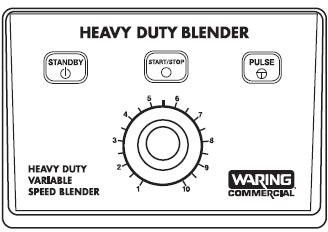 HEAVY DUTY BLENDER
STANDBY
START/STOP
PULSE
5 6
4 7
3 8
2 9
1 10
HEAVY DUTY
VARIABLE
SPEED BLENDER
WARING
COMMERCIAL